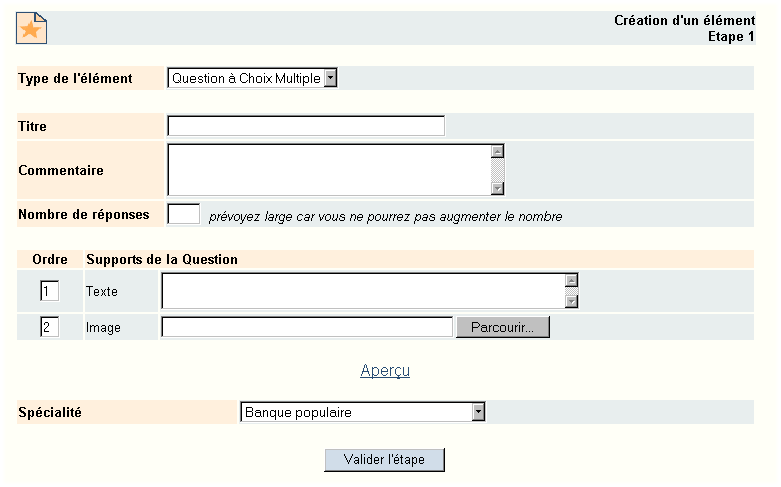 Création d'un élément
Etape 1
Type de l'élément Question à Choix Multiple
Titre
Commentaire
Nombre de réponses prévoyez large car vous ne pourrez pas augmenter le nombre
Ordre Supports de la Question
1 Texte
2 Image Parcourir...
Aperçu
Spécialité Banque populaire
Valider l'étape